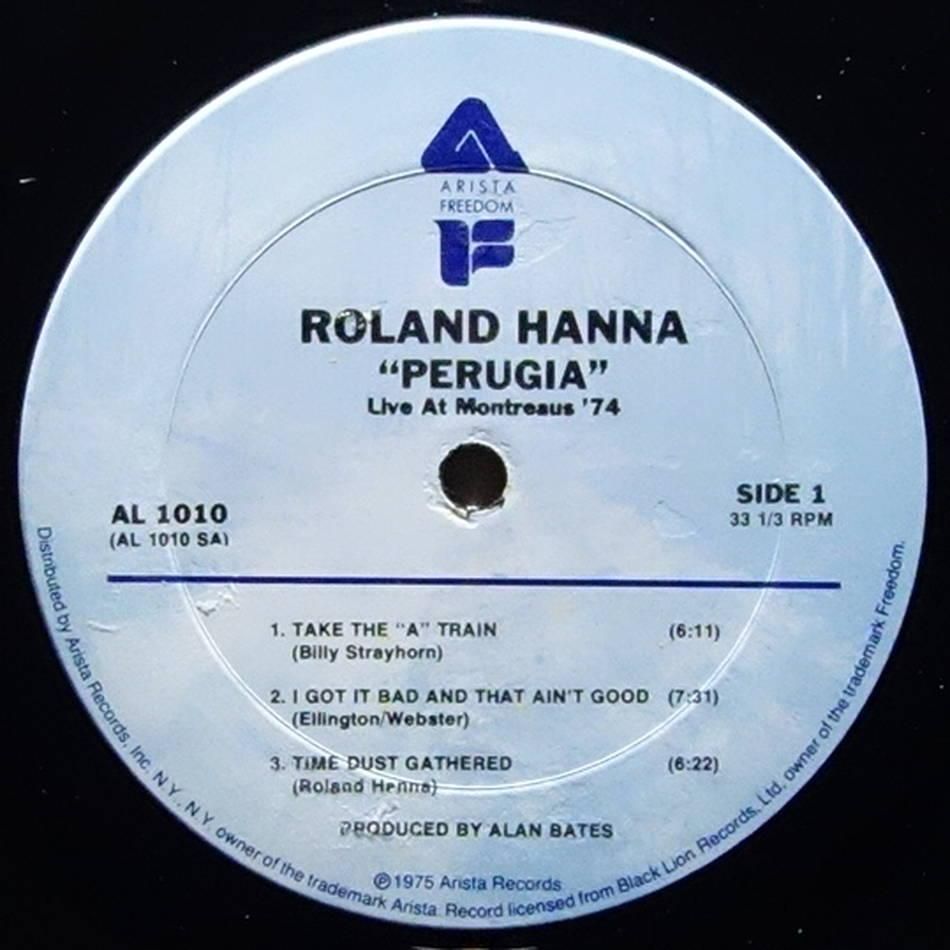 ARISTA
FREEDOM
ROLAND HANNA
“PERUGIA”
Live At Montreaus '74
AL 1010
(AL 1010 SA)
SIDE 1
33 1/3 RPM
1. TAKE THE “A” TRAIN (6:11)
(Billy Strayhorn)
2. I GOT IT BAD AND THAT AIN'T GOOD (7:31)
(Ellington/Webster)
3. TIME DUST GATHERED (6:22)
(Roland Hanna)
PRODUCED BY ALAN BATES
℗1975 Arista Records
Distributed by Arista Records, Inc. N.Y., N.Y. owner of the trademark Arista. Record licensed from Black Lion Records, Ltd. owner of the trademark Freedom.